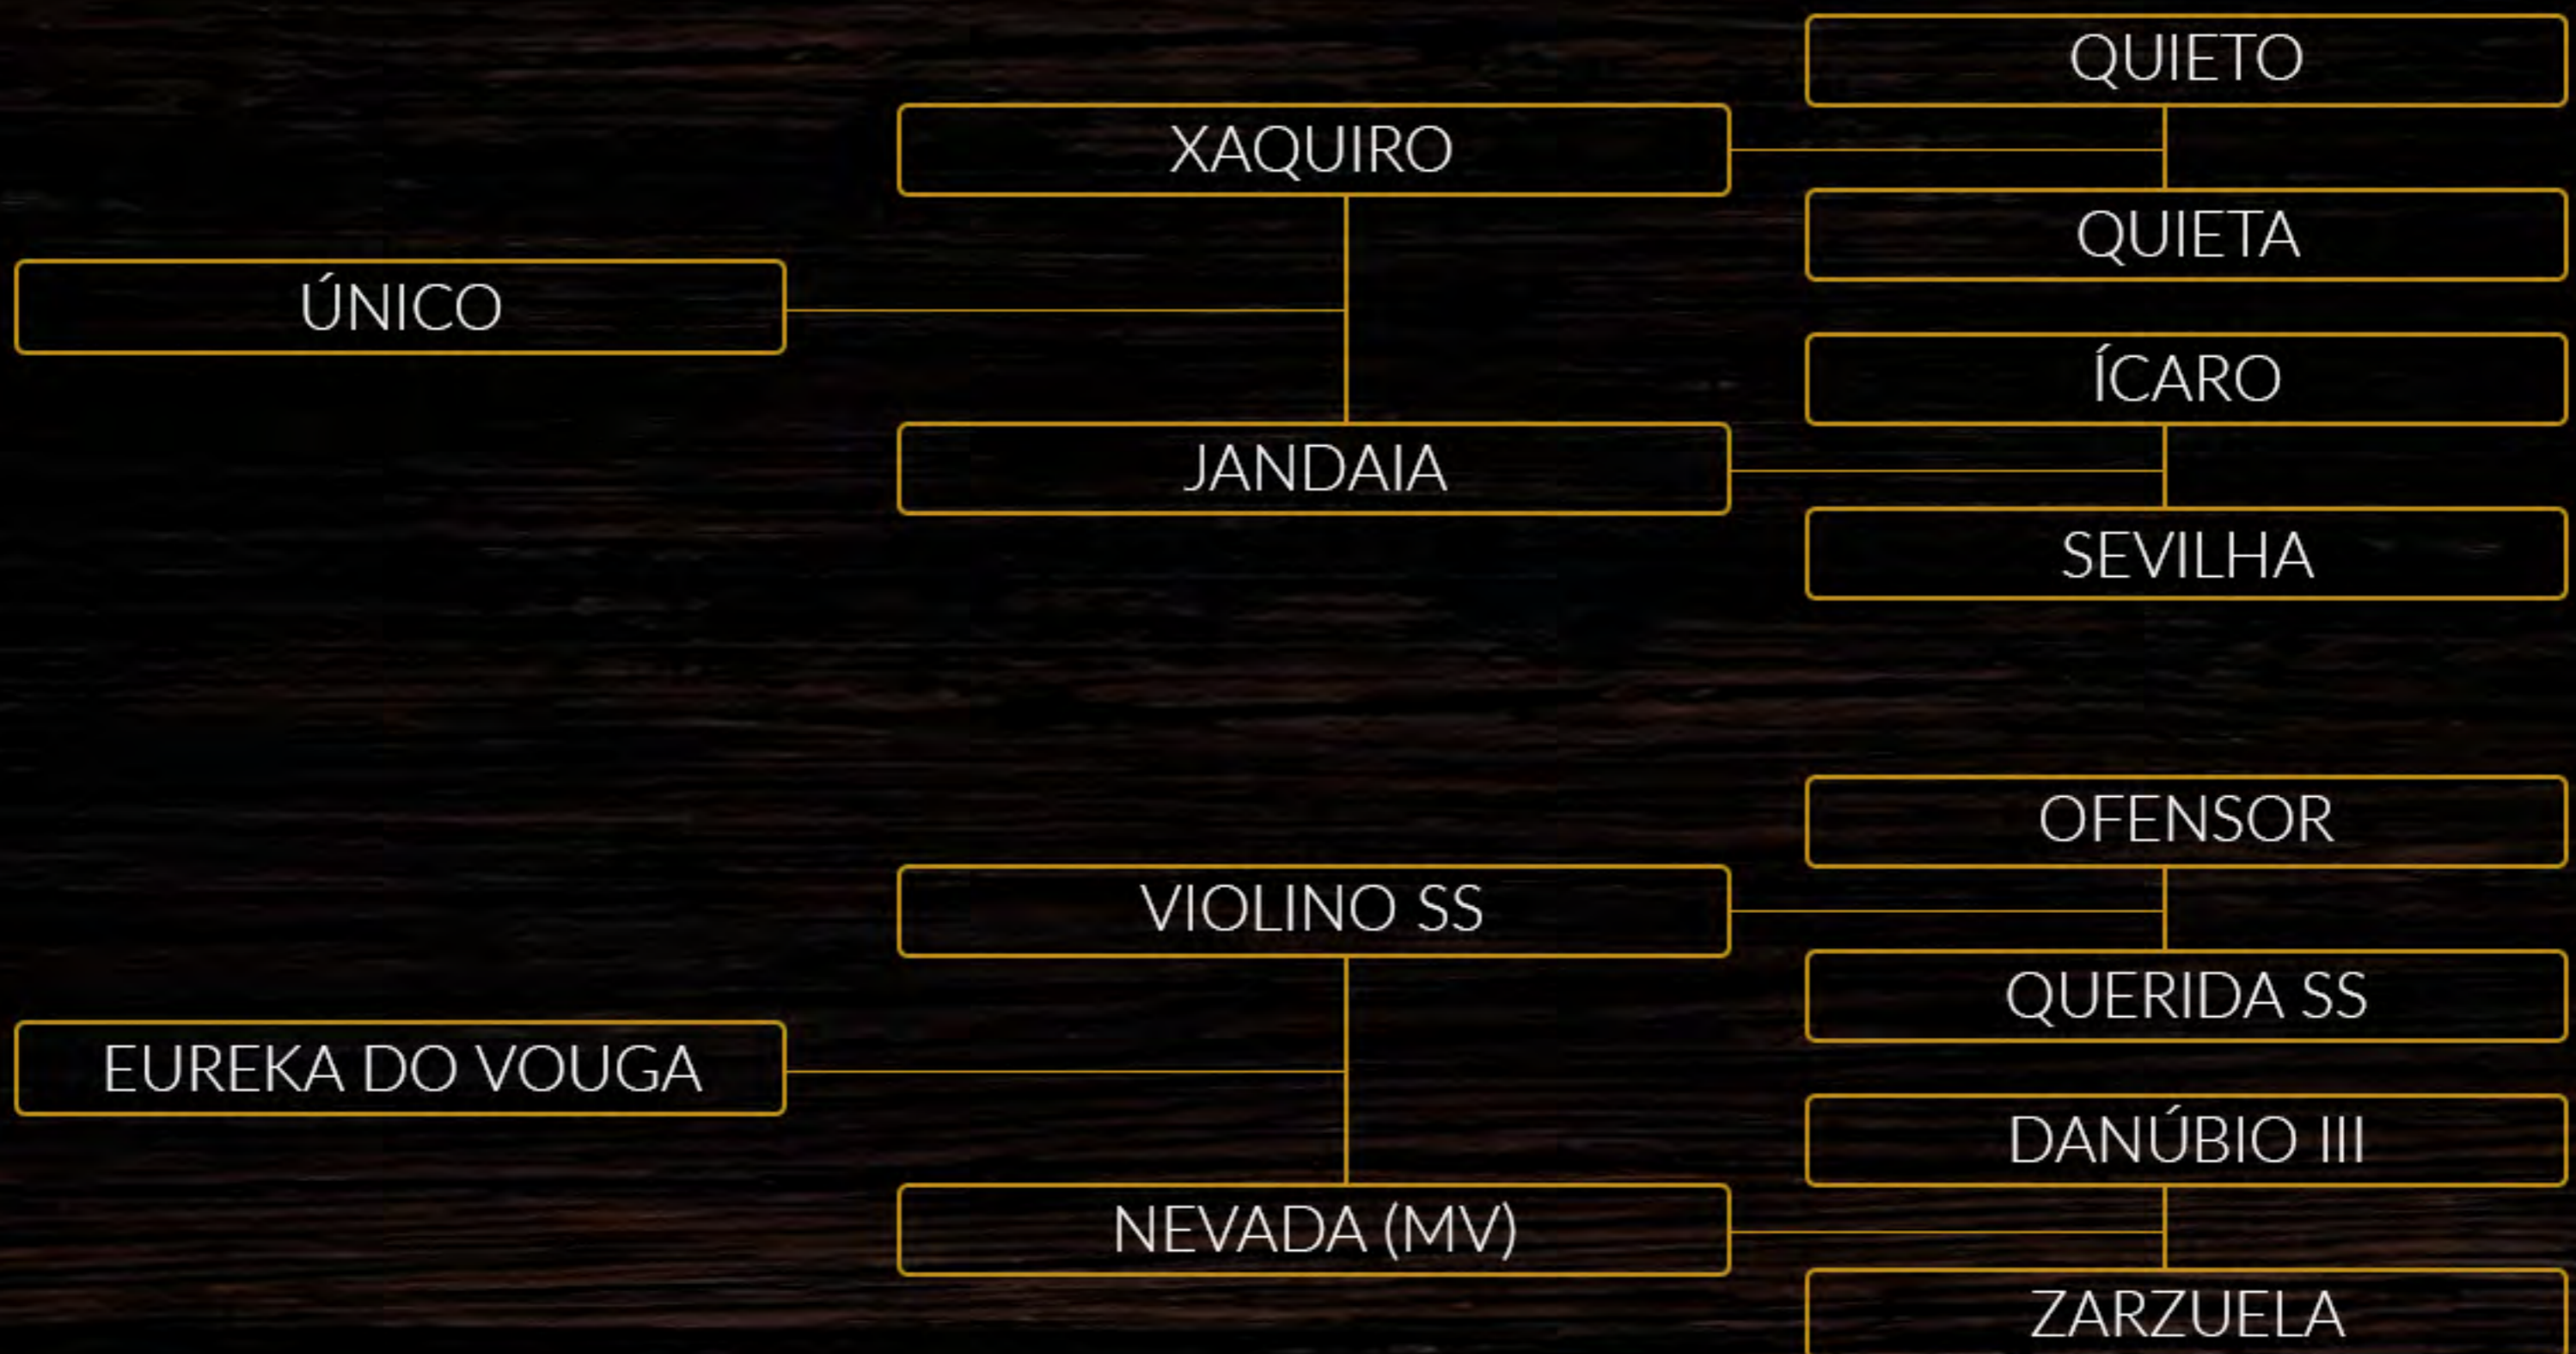 QUIETO
XAQUIRO
QUIETA
ÚNICO
ÍCARO
JANDAIA
SEVILHA
OFENSOR
VIOLINO SS
QUERIDA SS
EUREKA DO VOUGA
DANÚBIO III
NEVADA (MV)
ZARZUELA